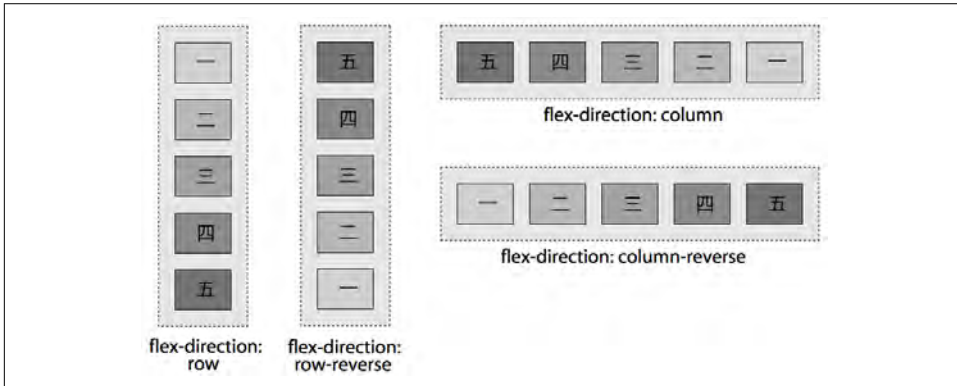 一
二
三
四
五
flex-direction:
row
五
四
三
二
一
flex-direction:
row-reverse
五 四 三 二 一
flex-direction: column
一 二 三 四 五
flex-direction: column-reverse